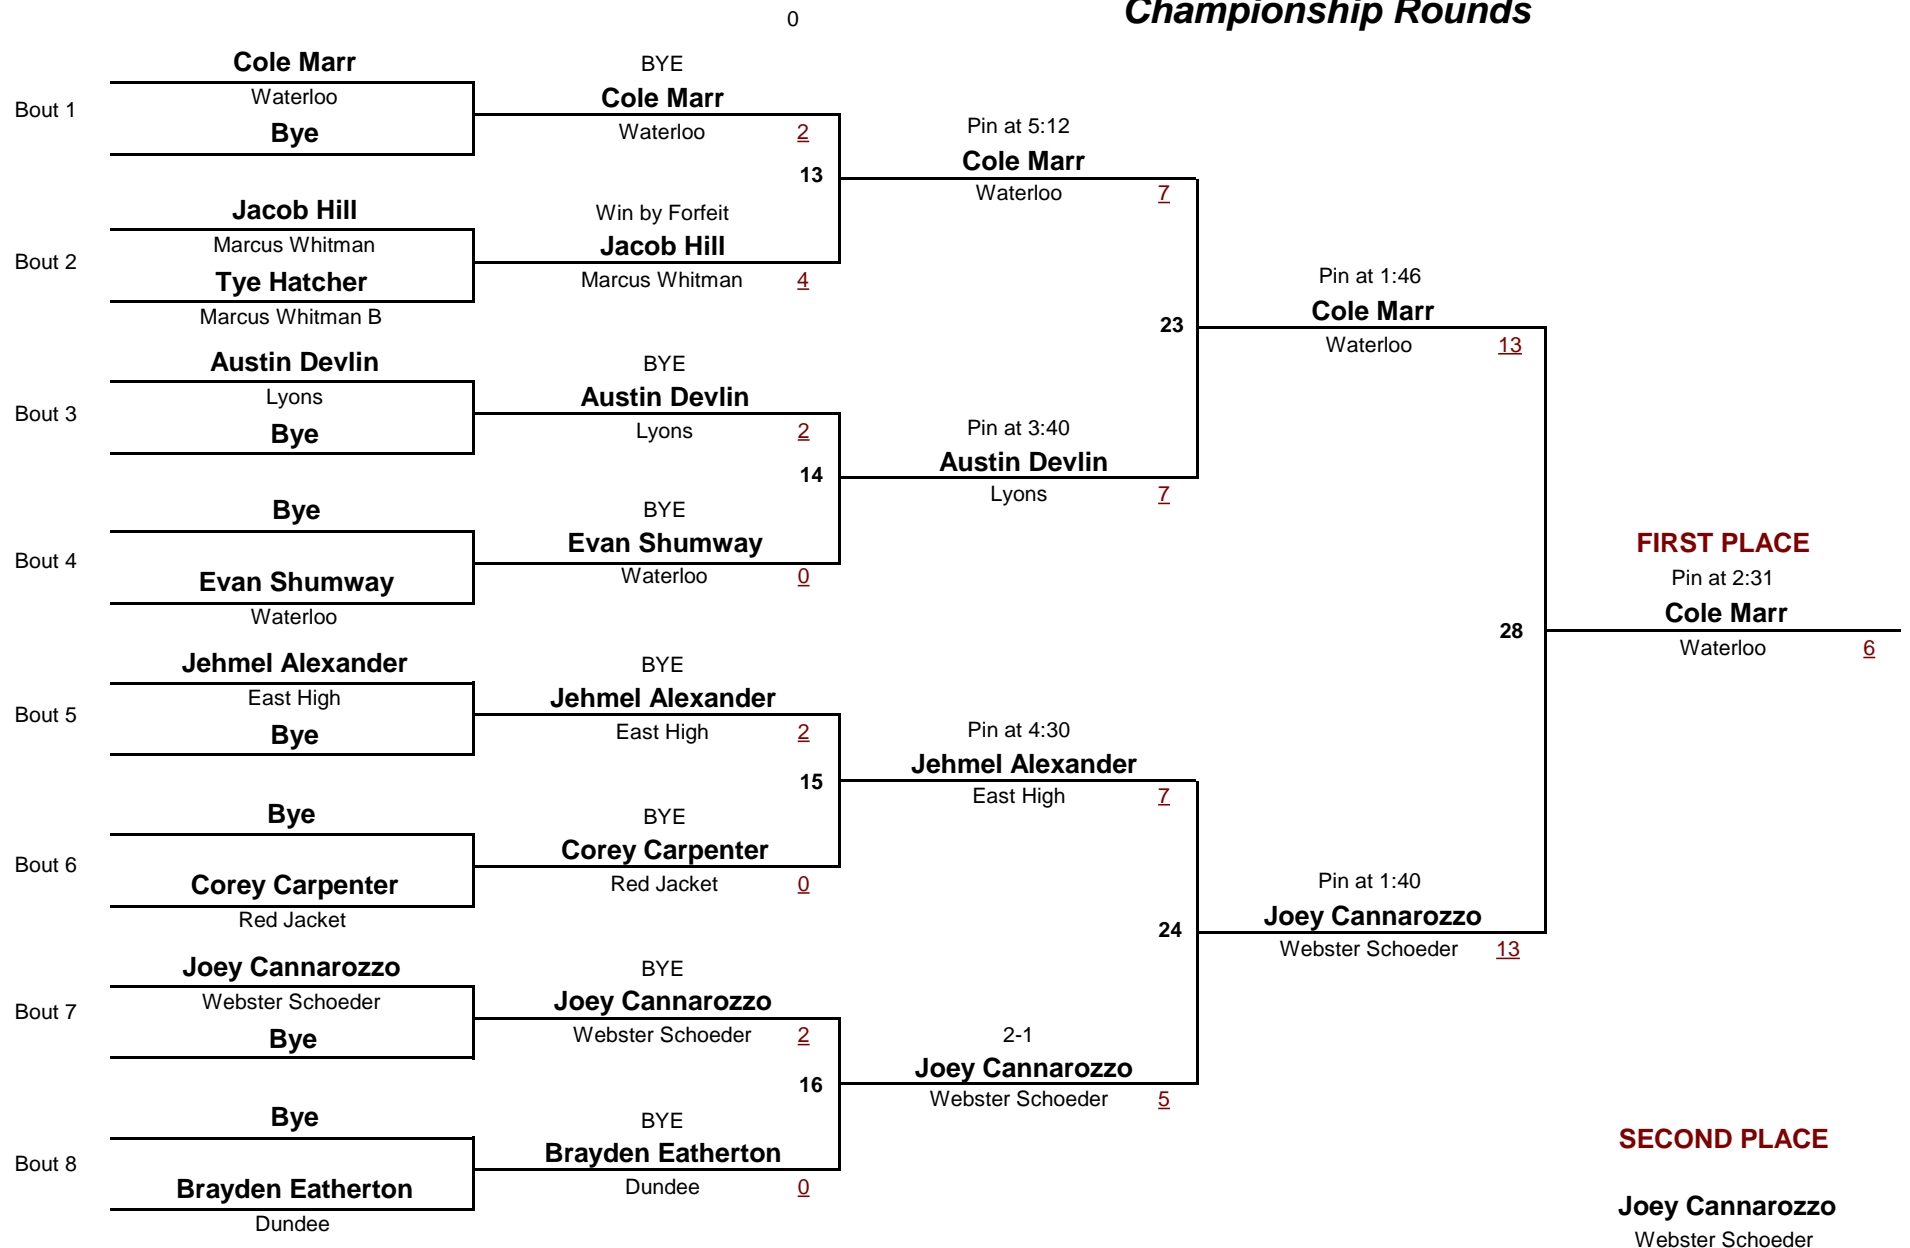 Championship Rounds
0
Cole Marr
BYE
Waterloo
Cole Marr
Bout 1
Bye
Waterloo
2
Pin at 5:12
Cole Marr
13
Waterloo
7
Jacob Hill
Win by Forfeit
Marcus Whitman
Jacob Hill
Bout 2
Tye Hatcher
Marcus Whitman
4
Marcus Whitman B
Pin at 1:46
Cole Marr
23
Waterloo
13
Austin Devlin
BYE
Lyons
Austin Devlin
Bout 3
Bye
Lyons
2
Pin at 3:40
Austin Devlin
14
Lyons
7
Bye
BYE
Evan Shumway
Bout 4
Evan Shumway
Waterloo
0
Waterloo
FIRST PLACE
Pin at 2:31
Cole Marr
28
Waterloo
6
Jehmel Alexander
BYE
East High
Jehmel Alexander
Bout 5
Bye
East High
2
Pin at 4:30
Jehmel Alexander
15
East High
7
Bye
BYE
Corey Carpenter
Bout 6
Corey Carpenter
Red Jacket
0
Red Jacket
Pin at 1:40
Joey Cannarozzo
24
Webster Schoeder
13
Joey Cannarozzo
BYE
Webster Schoeder
Joey Cannarozzo
Bout 7
Bye
Webster Schoeder
2
2-1
Joey Cannarozzo
16
Webster Schoeder
5
Bye
BYE
Brayden Eatherton
Bout 8
Brayden Eatherton
Dundee
0
Dundee
SECOND PLACE
Joey Cannarozzo
Webster Schoeder